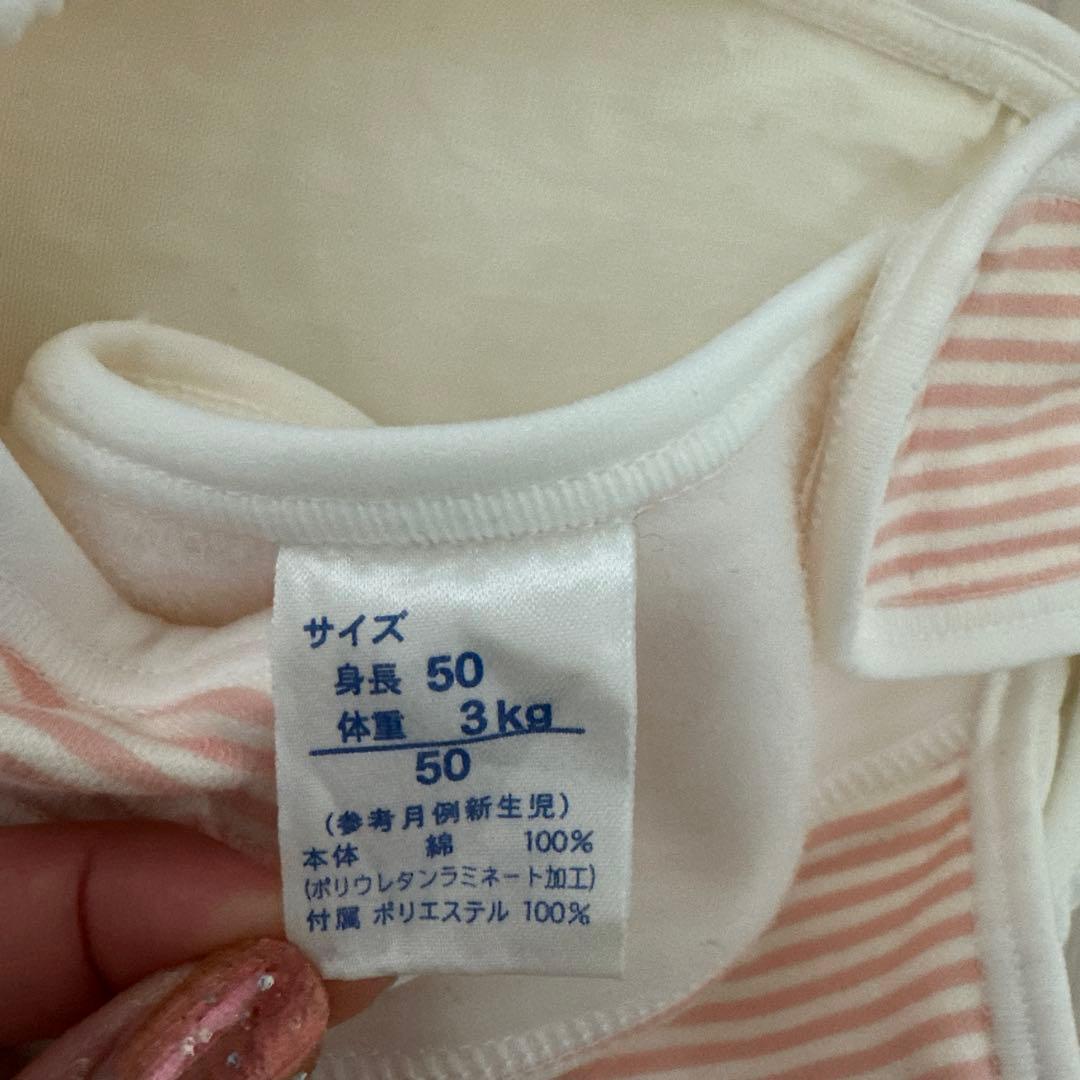 サイズ
身長 50
体重 3kg
50
(参考月例新生児)
本体 綿 100%
(ポリウレタンラミネート加工)
付属 ポリエステル 100%